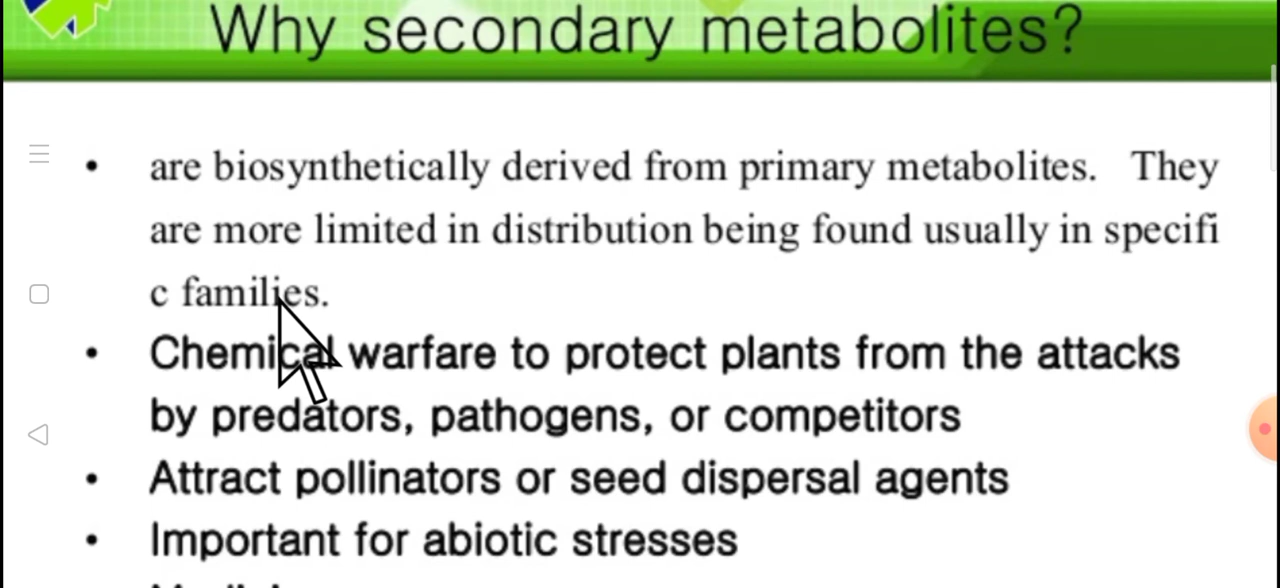 Why secondary metabolites?
• are biosynthetically derived from primary metabolites. They
are more limited in distribution being found usually in specifi
c families.
• Chemical warfare to protect plants from the attacks
by predators, pathogens, or competitors
• Attract pollinators or seed dispersal agents
• Important for abiotic stresses